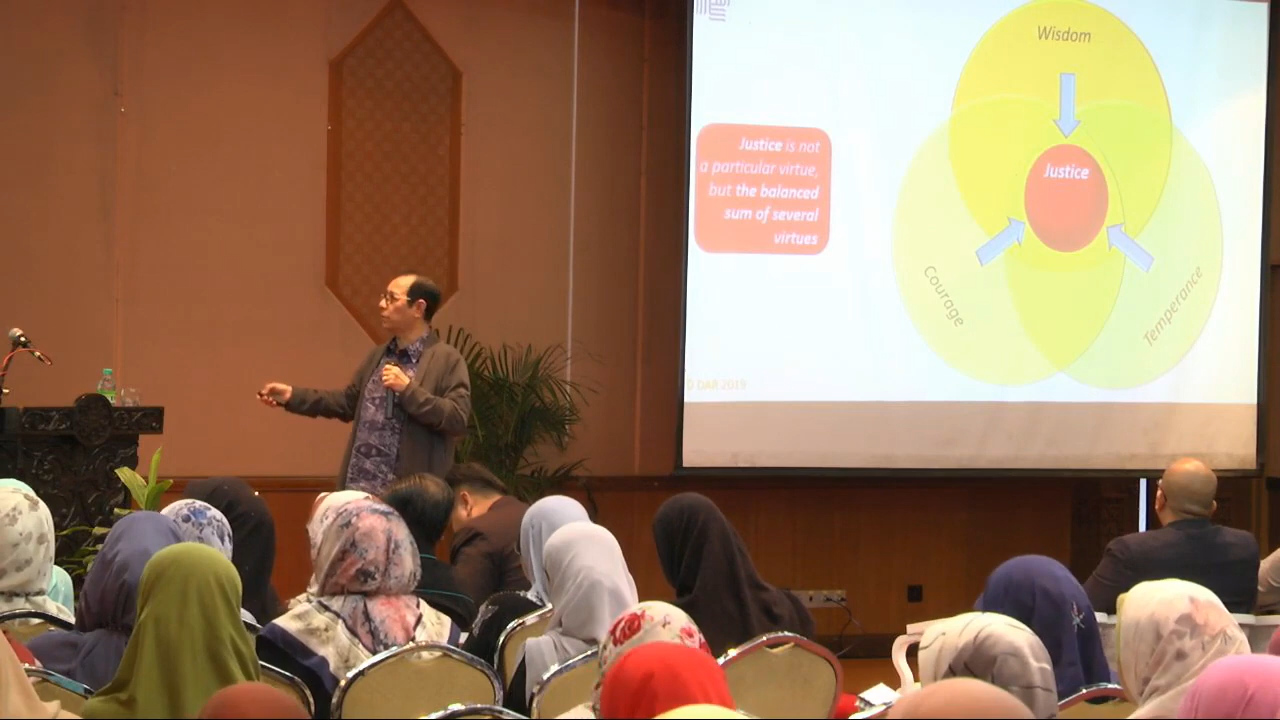 Wisdom
Justice is not
a particular virtue,
but the balanced
sum of several
virtues
Justice
Courage
Temperance
DAR 2019